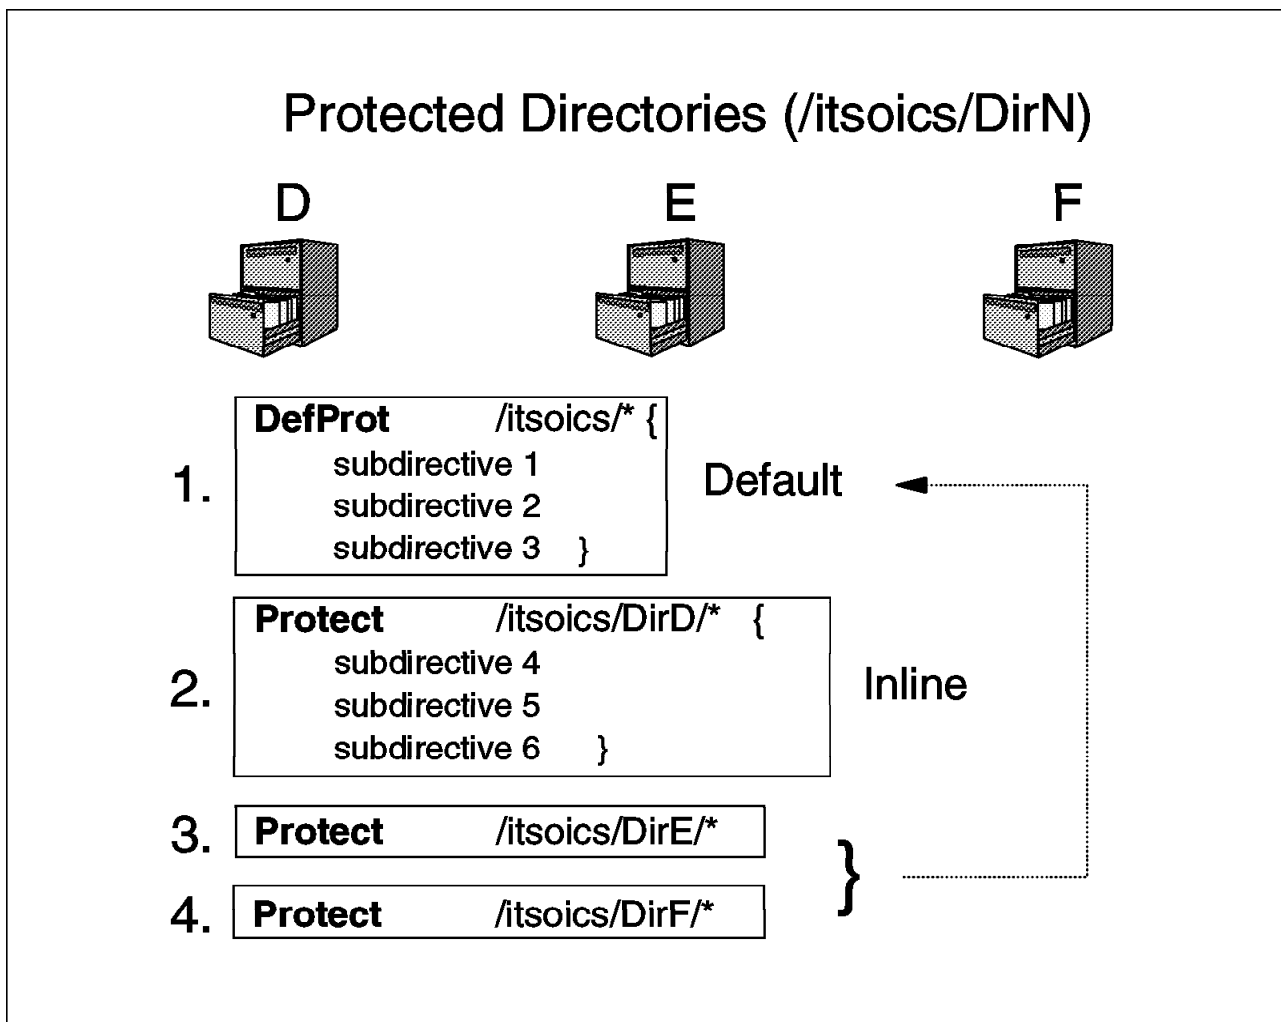 Protected Directories (/itsoics/DirN)
D E F
DefProt /itsoics/* {
subdirective 1
1. Default
subdirective 2
subdirective 3 }
Protect /itsoics/DirD/* {
subdirective 4
2. Inline
subdirective 5
subdirective 6 }
3. Protect /itsoics/DirE/*
}
4. Protect /itsoics/DirF/*